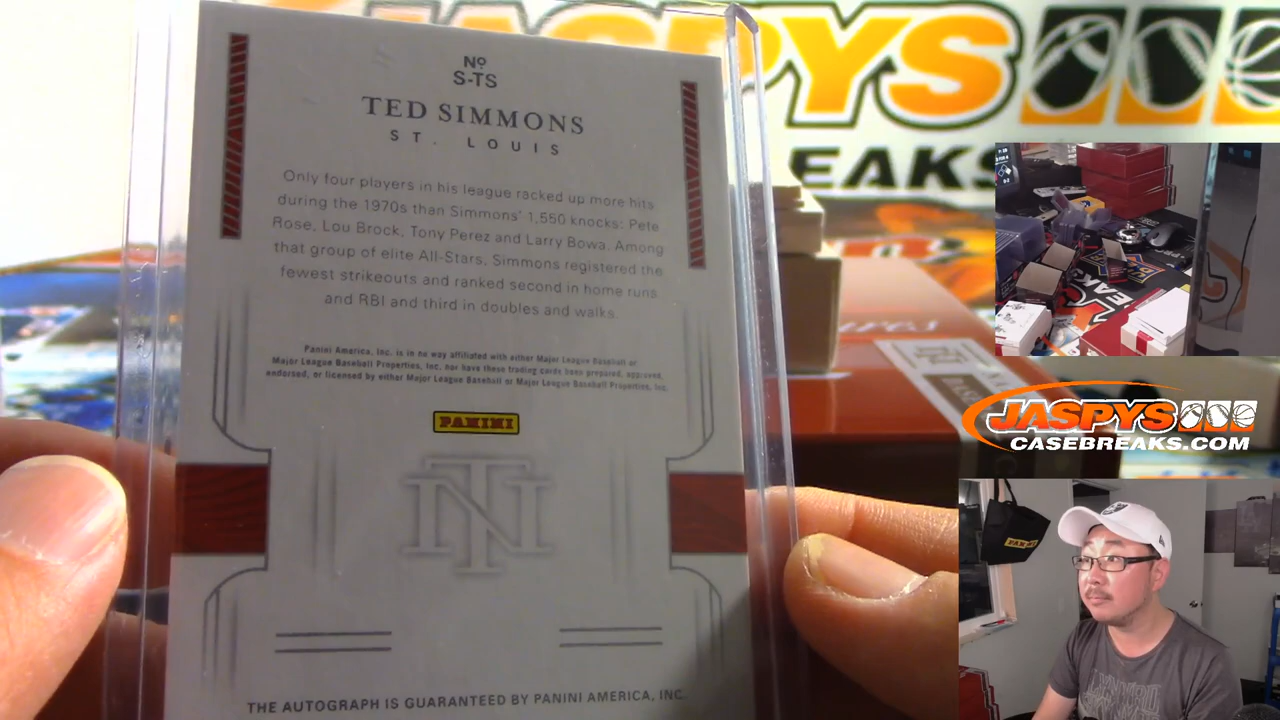 JASPYS
BREAKS
Nº
S-TS
TED SIMMONS
ST. LOUIS
Only four players in his league racked up more hits
during the 1970s than Simmons' 1,550 knocks: Pete
Rose, Lou Brock, Tony Perez and Larry Bowa. Among
that group of elite All-Stars, Simmons registered the
fewest strikeouts and ranked second in home runs
and RBI and third in doubles and walks.
Panini America, Inc. is in no way affiliated with either Major League Baseball or
Major League Baseball Properties, Inc. nor have these trading cards been prepared, approved,
endorsed, or licensed by either Major League Baseball or Major League Baseball Properties, Inc.
PANINI
NT
THE AUTOGRAPH IS GUARANTEED BY PANINI AMERICA, INC.
JASPYS
CASEBREAKS.COM
PANINI